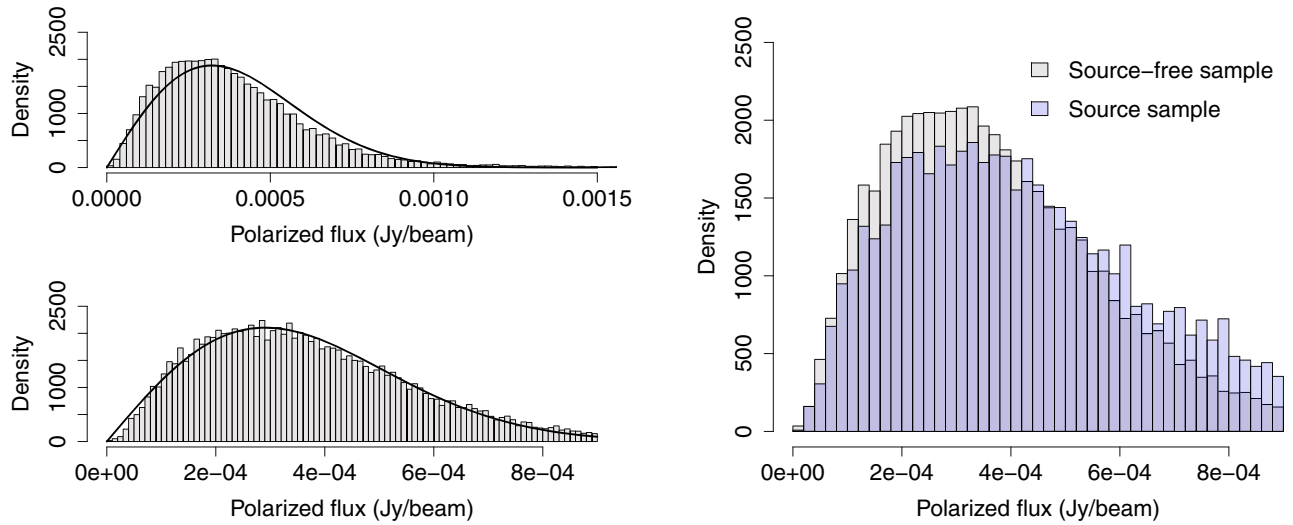 Density
2500
1000
0
0.0000
0.0005
0.0010
0.0015
Polarized flux (Jy/beam)
Density
2500
1000
0
0e+00
2e−04
4e−04
6e−04
8e−04
Polarized flux (Jy/beam)
Source−free sample
Source sample
Density
2500
2000
1500
1000
500
0
0e+00
2e−04
4e−04
6e−04
8e−04
Polarized flux (Jy/beam)